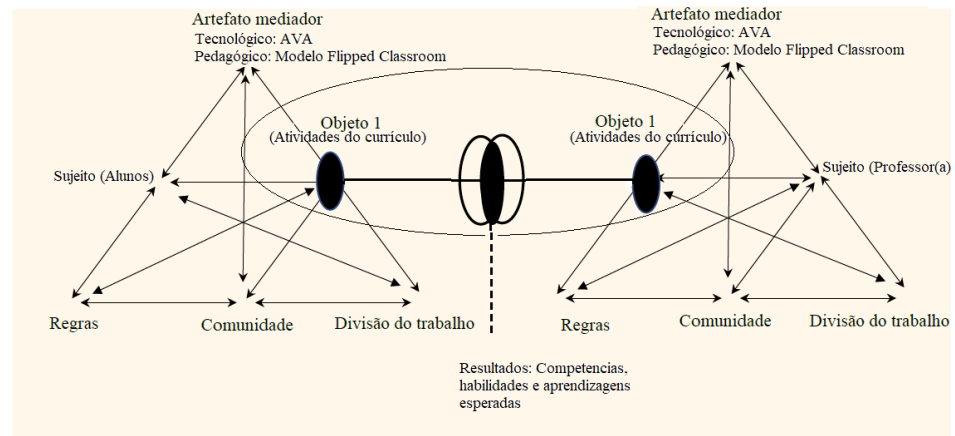 Artefato mediador
Tecnológico: AVA
Pedagógico: Modelo Flipped Classroom
Artefato mediador
Tecnológico: AVA
Pedagógico: Modelo Flipped Classroom
Objeto 1
(Atividades do currículo)
Objeto 1
(Atividades do currículo)
Sujeito (Alunos)
Sujeito (Professor(a)
Regras
Comunidade
Divisão do trabalho
Regras
Comunidade
Divisão do trabalho
Resultados: Competencias,
habilidades e aprendizagens
esperadas